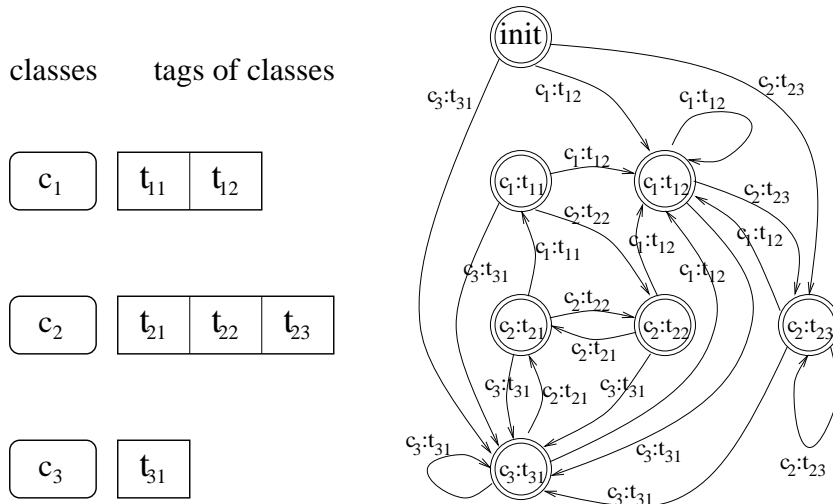 init
classes tags of classes
c₃:t₃₁ c₁:t₁₂ c₂:t₂₃ c₁:t₁₂
c₁ t₁₁ t₁₂
c₁:t₁₁ c₁:t₁₂ c₁:t₁₂ c₂:t₂₃
c₂:t₂₂ c₁:t₁₂ c₁:t₁₂
c₃:t₃₁ c₁:t₁₁ c₁:t₁₂
c₂ t₂₁ t₂₂ t₂₃
c₂:t₂₁ c₂:t₂₂ c₂:t₂₂ c₂:t₂₃
c₂:t₂₁
c₃:t₃₁ c₂:t₂₁ c₃:t₃₁
c₃ t₃₁
c₃:t₃₁ c₃:t₃₁ c₃:t₃₁ c₂:t₂₃
c₃:t₃₁